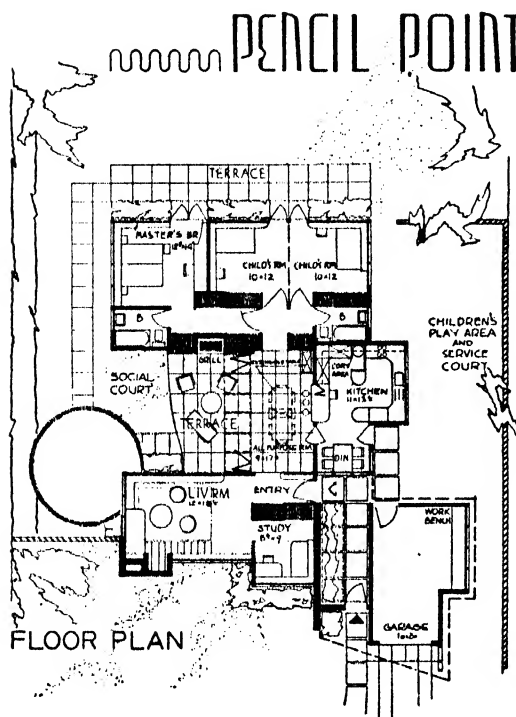 PENCIL POINT
TERRACE
MASTER'S BR
CHILD'S RM CHILD'S RM
10×12 10×12
B B
GRILL
CHILDREN'S
PLAY AREA
AND
SERVICE
COURT
SOCIAL
COURT
KITCHEN
TERRACE
ALL PURPOSE RM
DIN
LIV RM
ENTRY
STUDY
WORK
BENCH
GARAGE
FLOOR PLAN